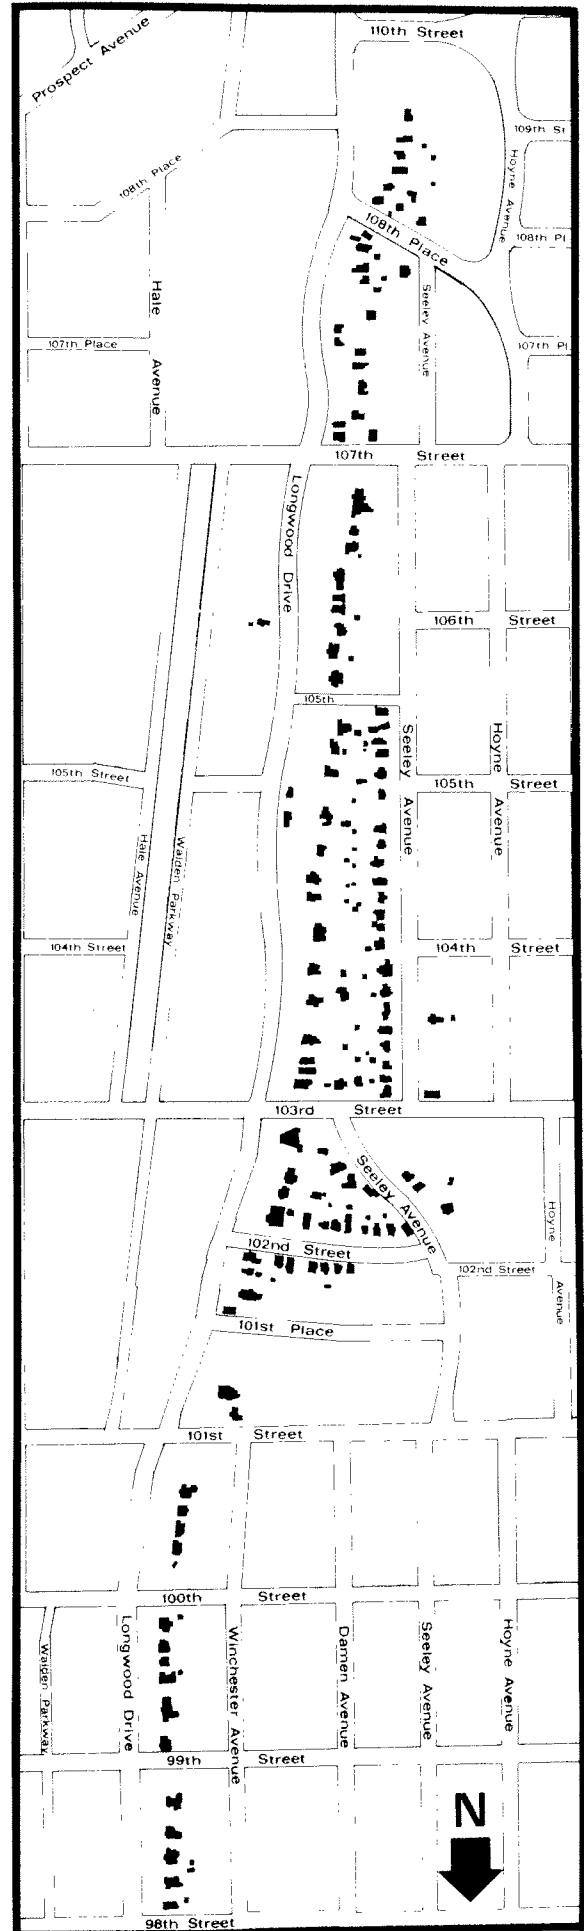 110th Street
Prospect Avenue
109th St
Hoyne Avenue
108th Place
108th Place
108th Pl
Seeley Avenue
Hale Avenue
107th Place
107th Pl
107th Street
Longwood Drive
106th Street
105th
Seeley Avenue
Hoyne Avenue
105th Street
105th Street
Hale Avenue
Walden Parkway
104th Street
104th Street
103rd Street
Seeley Avenue
Hoyne Avenue
102nd Street
102nd Street
101st Place
101st Street
100th Street
Walden Parkway
Longwood Drive
Winchester Avenue
Damen Avenue
Seeley Avenue
Hoyne Avenue
99th Street
N
98th Street